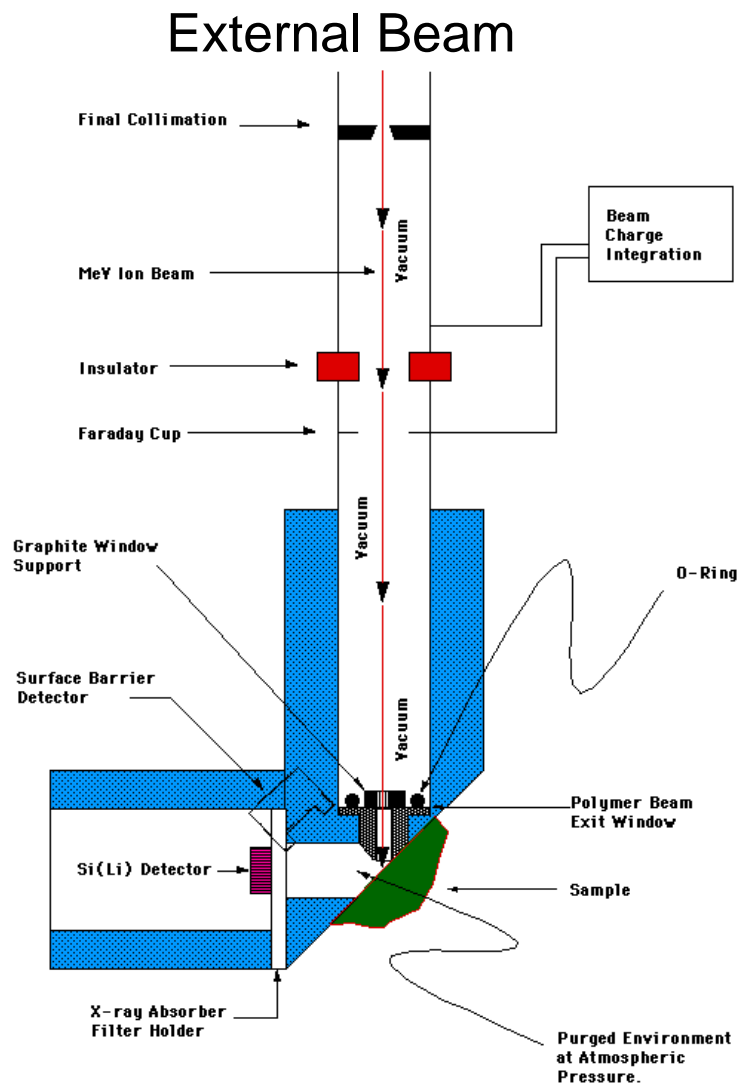 External Beam
Final Collimation
Beam
Charge
Integration
Vacuum
MeV Ion Beam
Insulator
Faraday Cup
Vacuum
Graphite Window
Support
O-Ring
Surface Barrier
Detector
Vacuum
Polymer Beam
Exit Window
Si(Li) Detector
Sample
X-ray Absorber
Filter Holder
Purged Environment
at Atmospheric
Pressure.